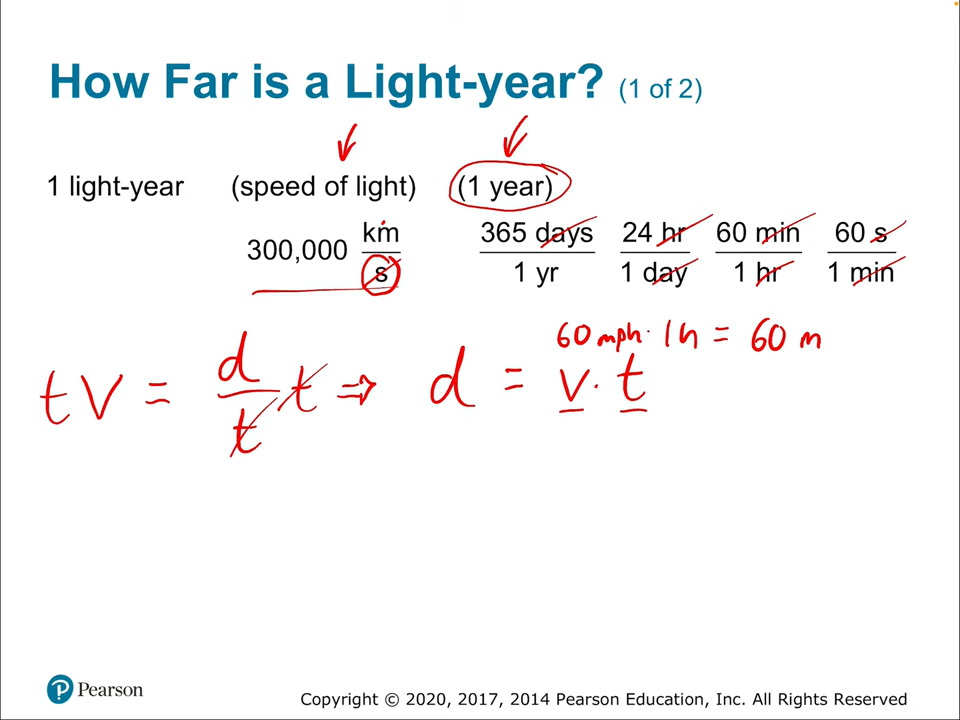 How Far is a Light-year? (1 of 2)
1 light-year (speed of light) (1 year)
300,000 km/s 365 days/1 yr 24 hr/1 day 60 min/1 hr 60 s/1 min
60 mph · 1 h = 60 m
t v = d/t t ⇒ d = v · t
Pearson
Copyright © 2020, 2017, 2014 Pearson Education, Inc. All Rights Reserved